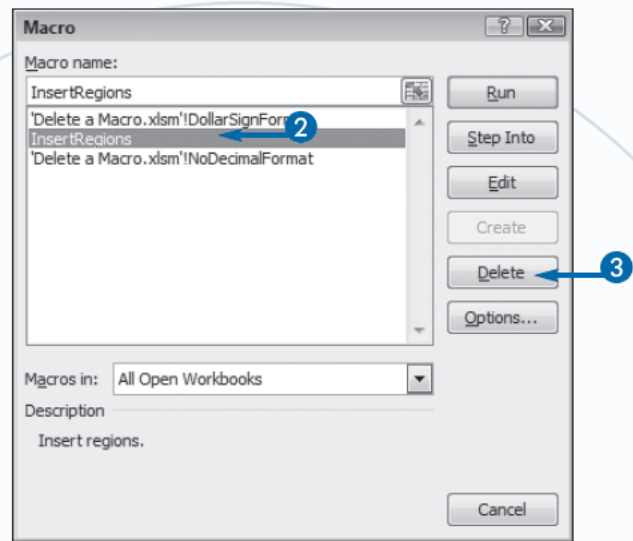 Macro
Macro name:
InsertRegions
Run
'Delete a Macro.xlsm'!DollarSignForm
2
InsertRegions
Step Into
'Delete a Macro.xlsm'!NoDecimalFormat
Edit
Create
Delete
3
Options...
Macros in: All Open Workbooks
Description
Insert regions.
Cancel